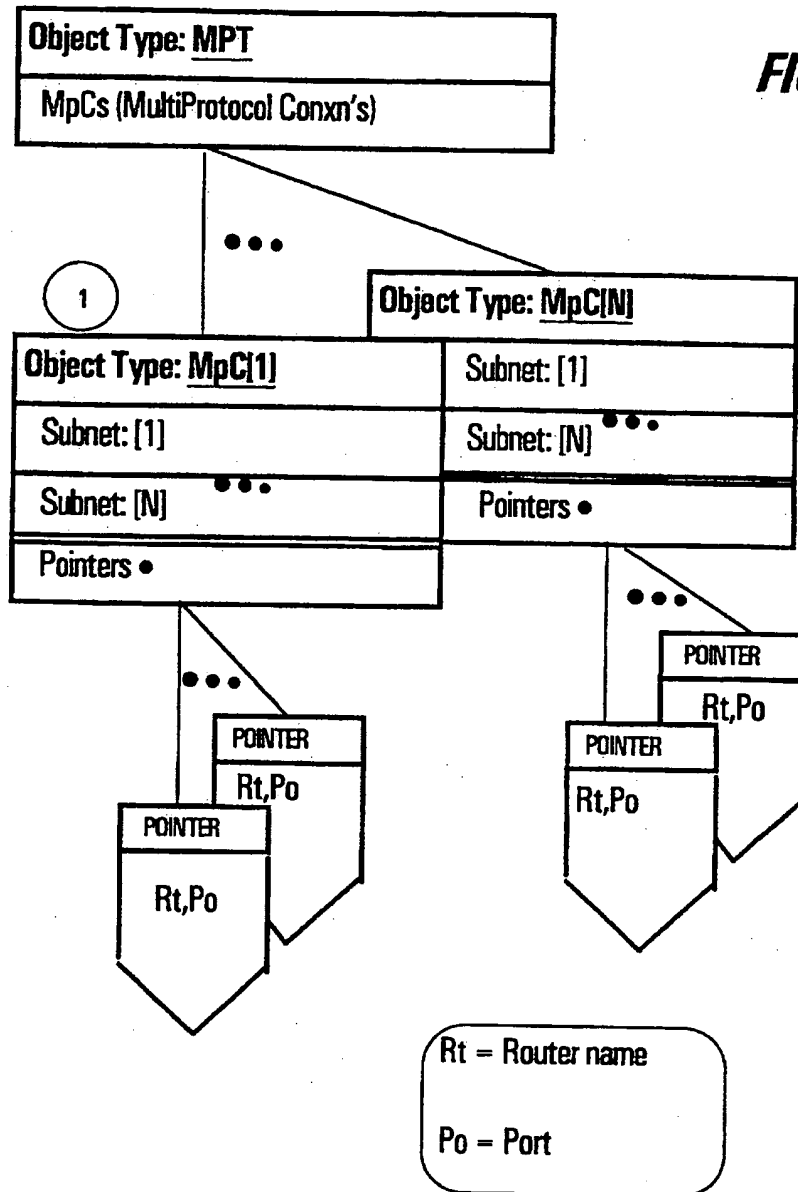 Object Type: MPT
MpCs (MultiProtocol Conxn's)
1
Object Type: MpC[N]
Subnet: [1]
Subnet: [N]
Pointers
Object Type: MpC[1]
Subnet: [1]
Subnet: [N]
Pointers
POINTER
Rt,Po
POINTER
Rt,Po
POINTER
Rt,Po
POINTER
Rt,Po
Rt = Router name
Po = Port